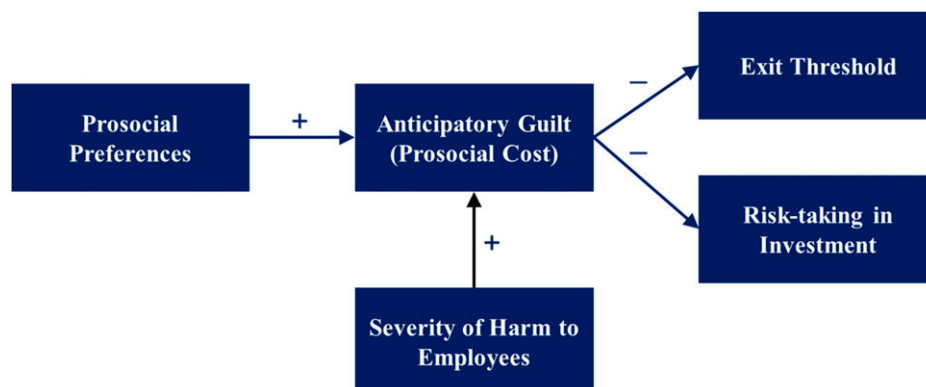 Prosocial
Preferences
+
Anticipatory Guilt
(Prosocial Cost)
–
Exit Threshold
–
Risk-taking in
Investment
+
Severity of Harm to
Employees